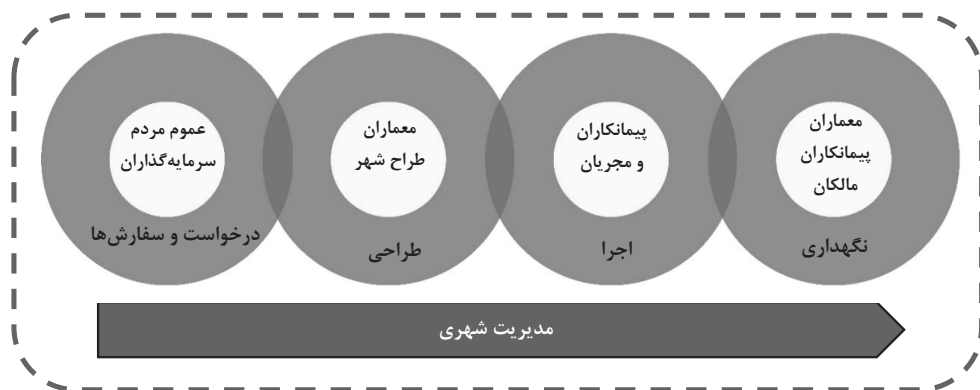 عموم مردم
سرمایه‌گذاران
درخواست و سفارش‌ها
معماران
طراح شهر
طراحی
پیمانکاران
و مجریان
اجرا
معماران
پیمانکاران
مالکان
نگهداری
مدیریت شهری